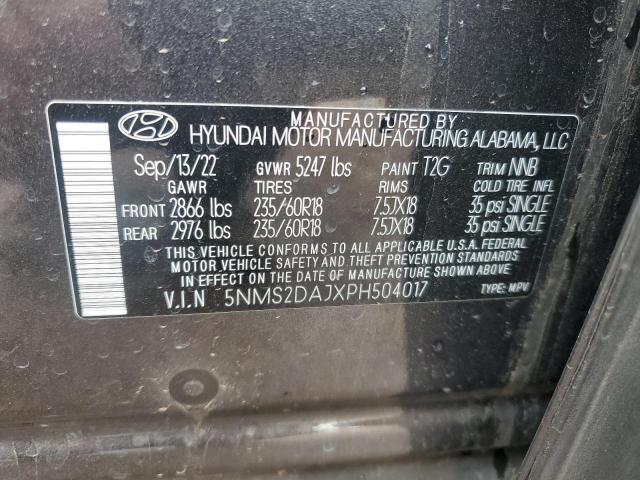 MANUFACTURED BY
HYUNDAI MOTOR MANUFACTURING ALABAMA, LLC
Sep/13/22 GVWR 5247 lbs PAINT T2G TRIM NNB
GAWR TIRES RIMS COLD TIRE INFL
FRONT 2866 lbs 235/60R18 7.5JX18 35 psi SINGLE
REAR 2976 lbs 235/60R18 7.5JX18 35 psi SINGLE
THIS VEHICLE CONFORMS TO ALL APPLICABLE U.S.A. FEDERAL
MOTOR VEHICLE SAFETY AND THEFT PREVENTION STANDARDS IN
EFFECT ON THE DATE OF MANUFACTURE SHOWN ABOVE.
V.I.N 5NMS2DAJXPH504017 TYPE: MPV